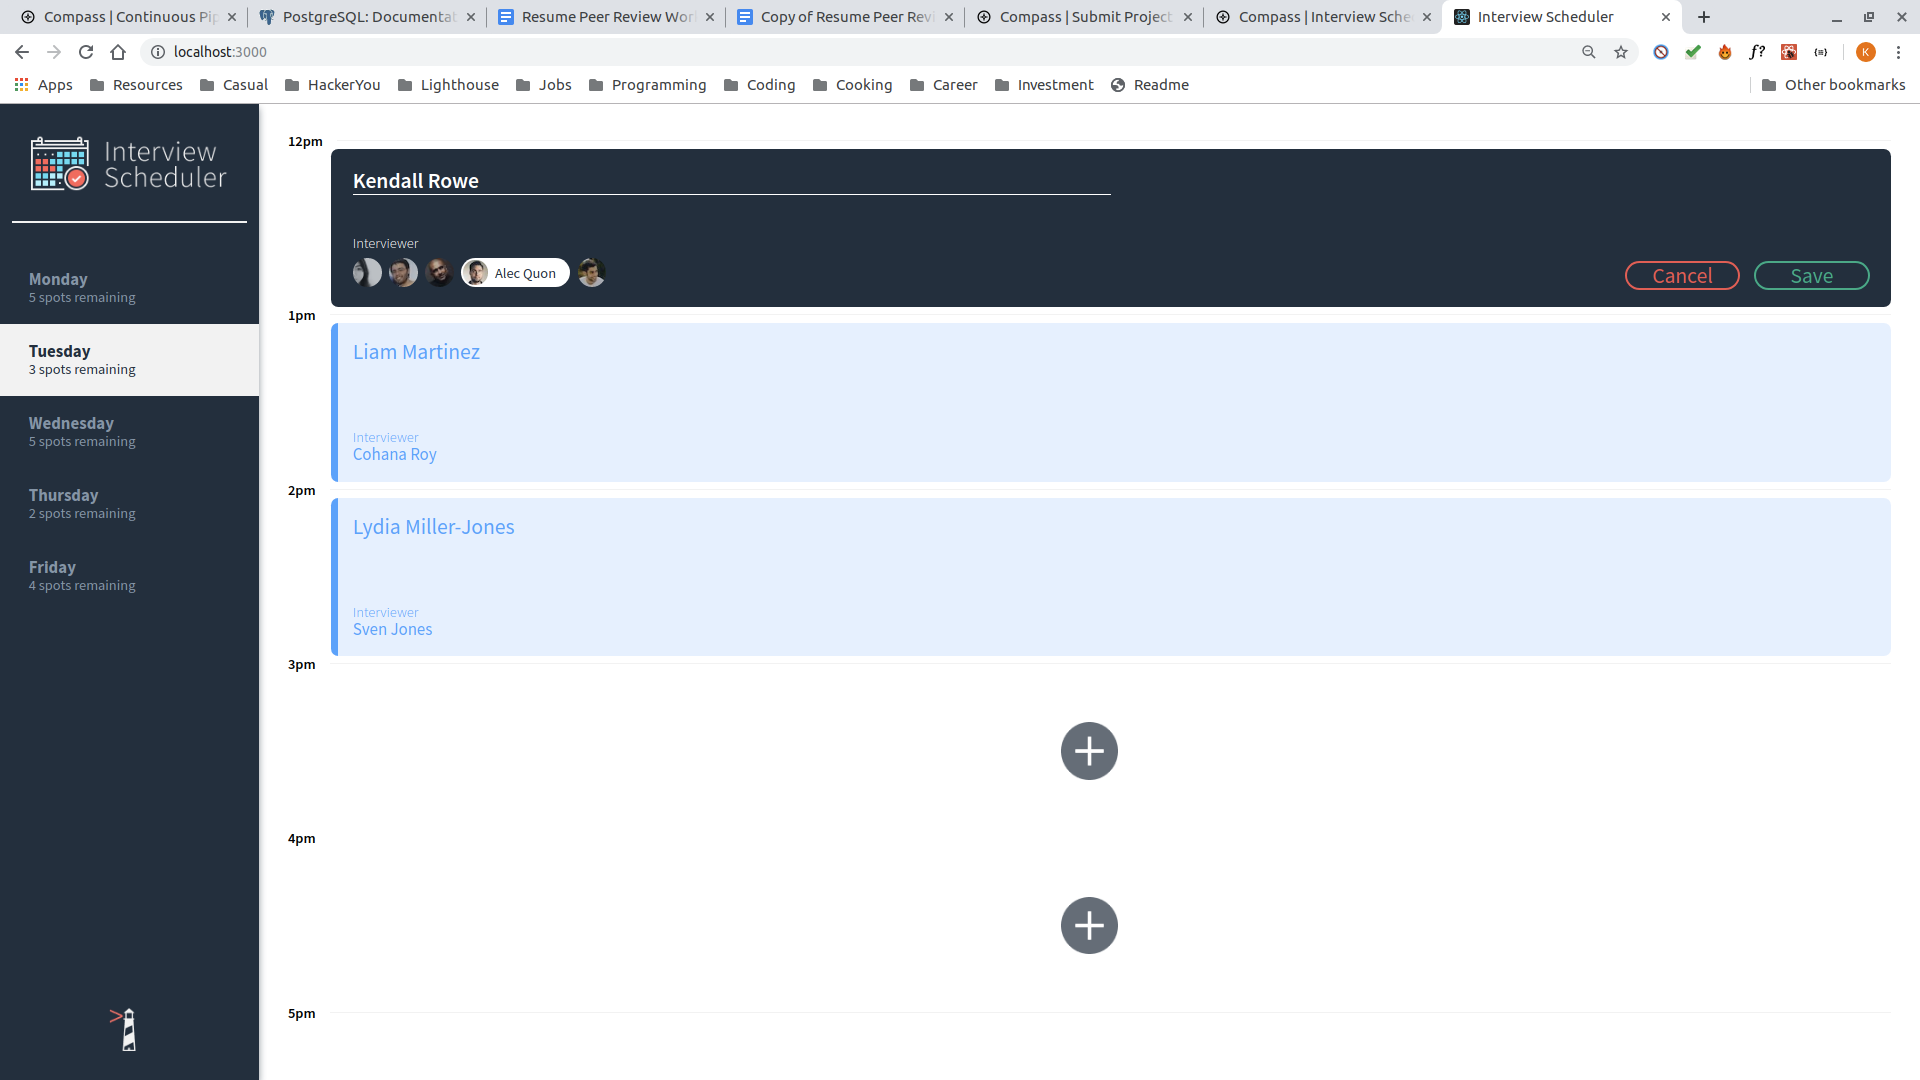 Compass | Continuous Pip
PostgreSQL: Documentat
Resume Peer Review Wor
Copy of Resume Peer Revi
Compass | Submit Project
Compass | Interview Sche
Interview Scheduler
localhost:3000
f?
K
Apps
Resources
Casual
HackerYou
Lighthouse
Jobs
Programming
Coding
Cooking
Career
Investment
Readme
Other bookmarks
Interview
Scheduler
Monday
5 spots remaining
Tuesday
3 spots remaining
Wednesday
5 spots remaining
Thursday
2 spots remaining
Friday
4 spots remaining
12pm
Kendall Rowe
Interviewer
Alec Quon
Cancel
Save
1pm
Liam Martinez
Interviewer
Cohana Roy
2pm
Lydia Miller-Jones
Interviewer
Sven Jones
3pm
4pm
5pm